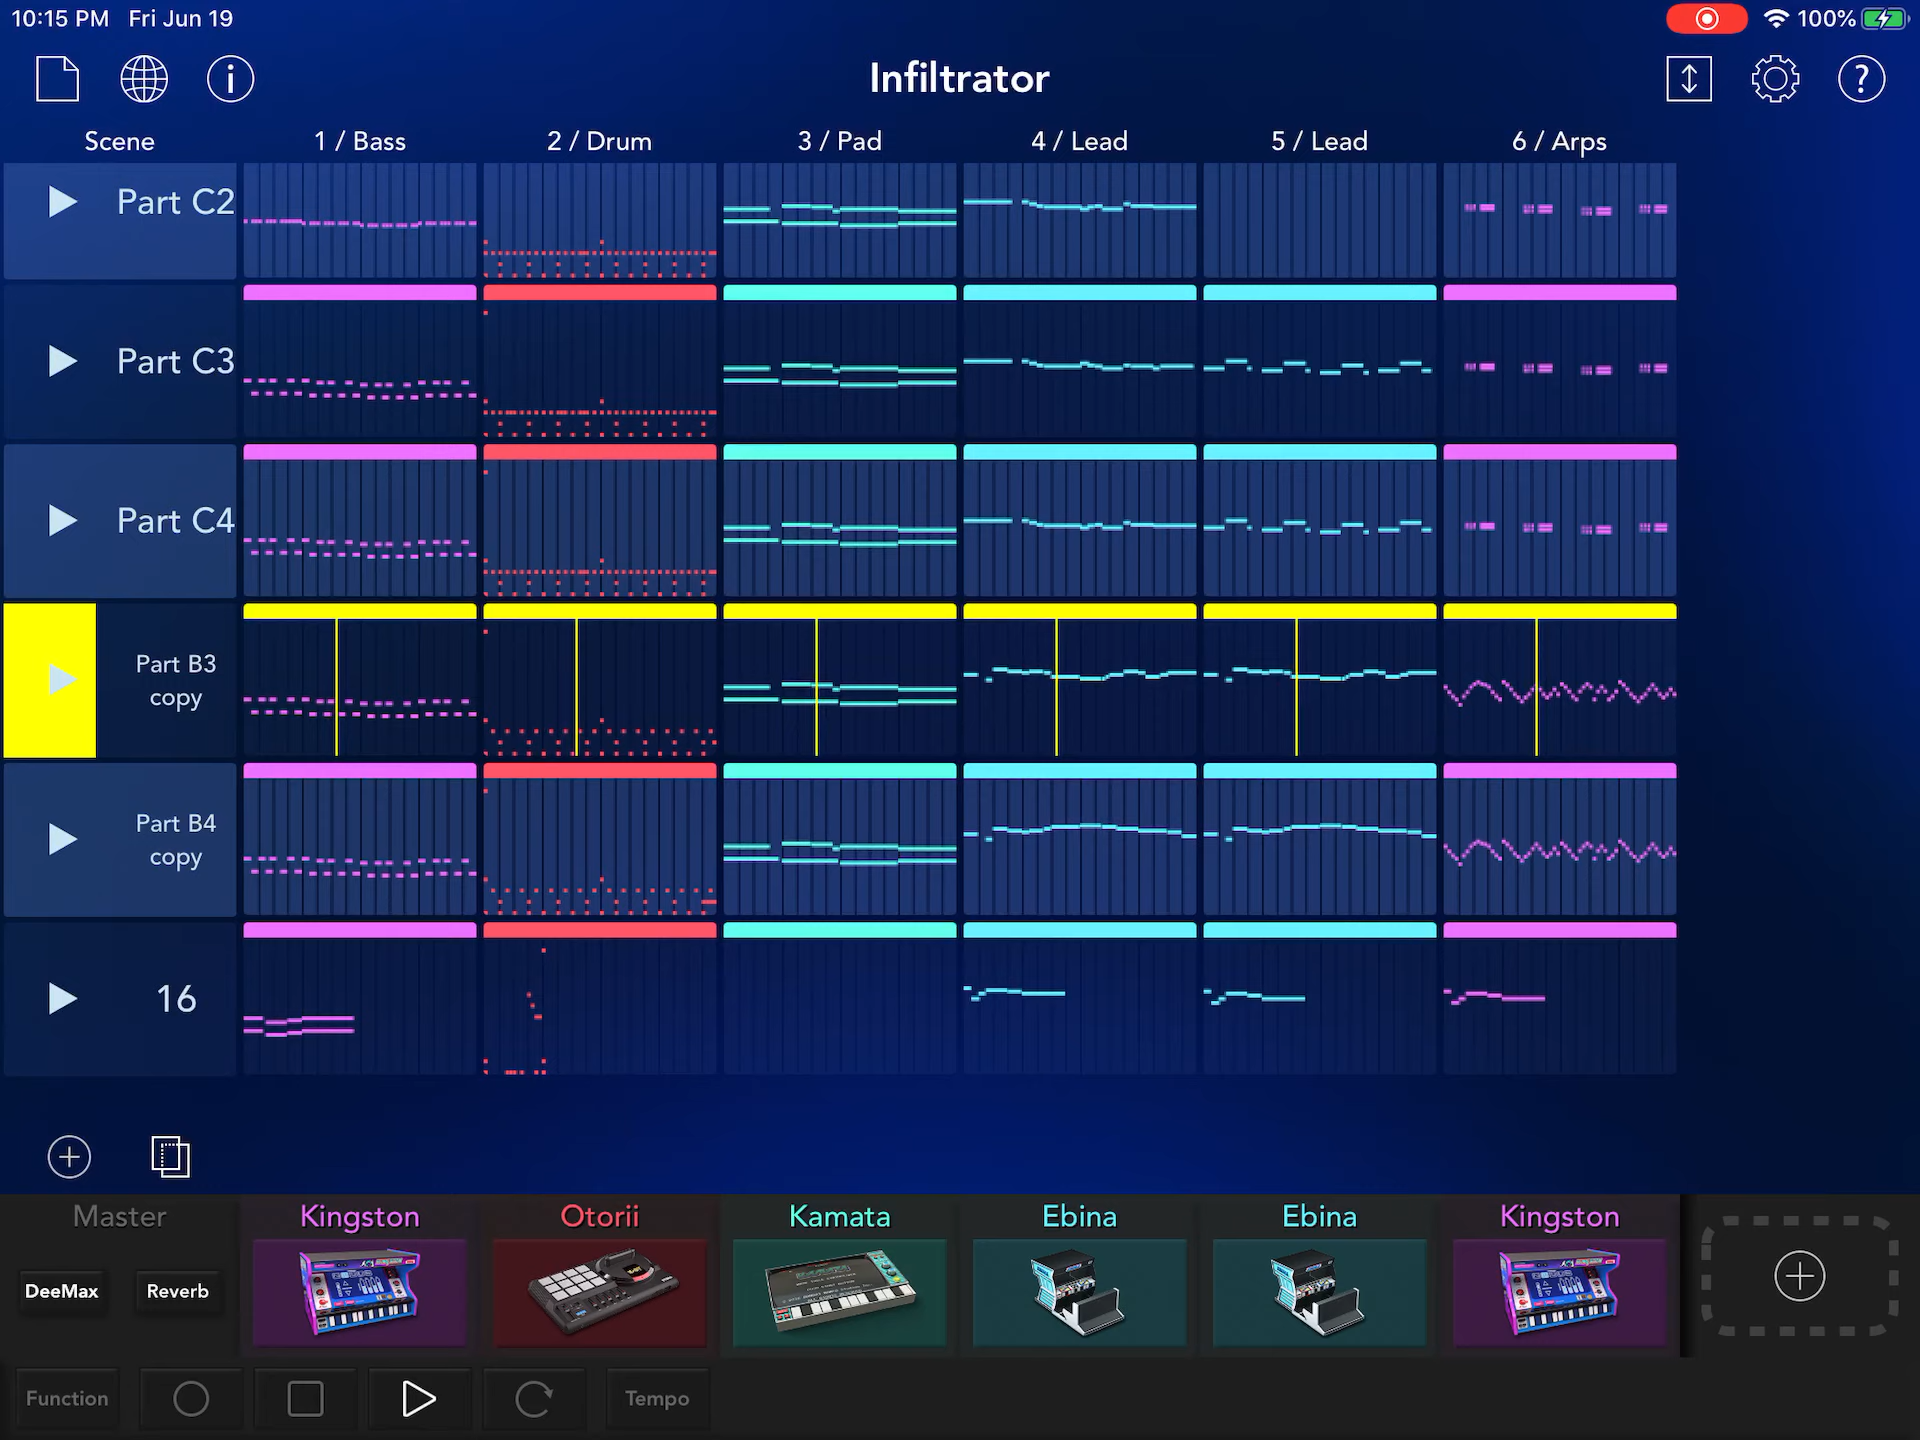 10:15 PM Fri Jun 19 100%
Infiltrator
Scene 1 / Bass 2 / Drum 3 / Pad 4 / Lead 5 / Lead 6 / Arps
Part C2
Part C3
Part C4
Part B3
copy
Part B4
copy
16
Master Kingston Otorii Kamata Ebina Ebina Kingston
DeeMax Reverb
Function Tempo